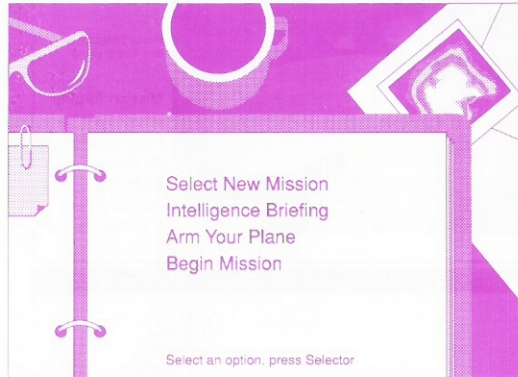 Select New Mission
Intelligence Briefing
Arm Your Plane
Begin Mission
Select an option, press Selector